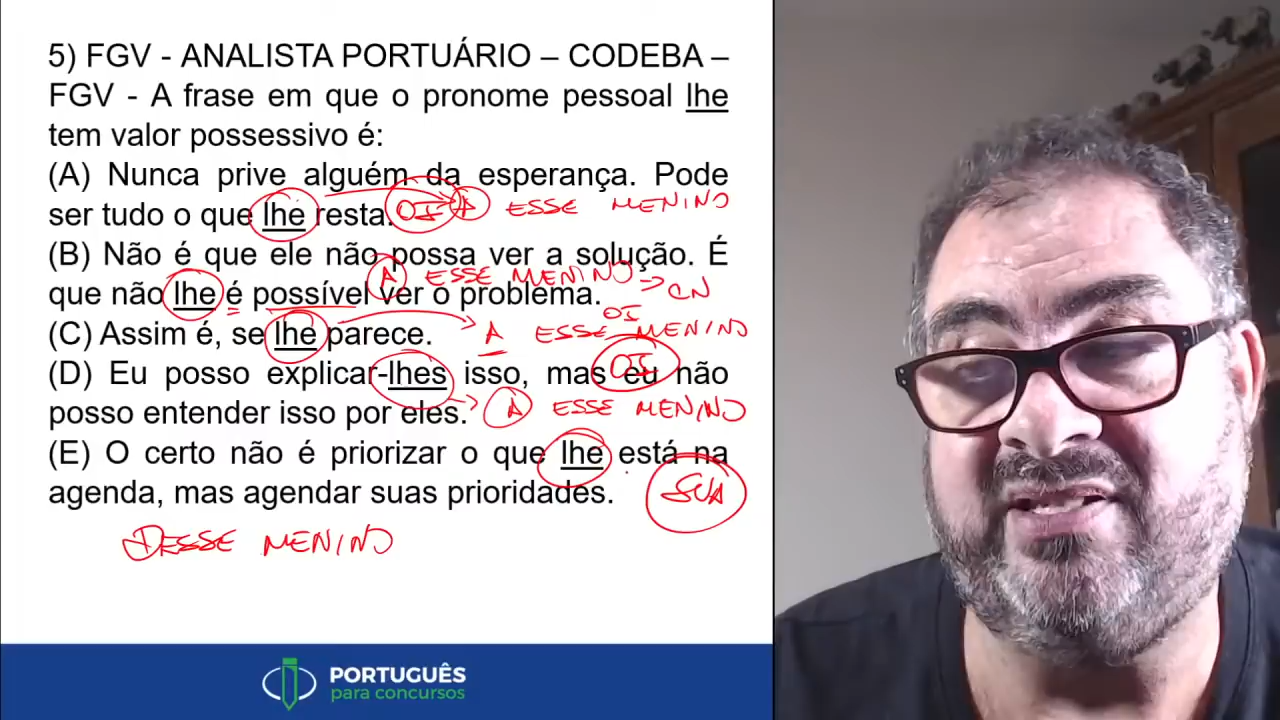 5) FGV - ANALISTA PORTUÁRIO – CODEBA –
FGV - A frase em que o pronome pessoal lhe
tem valor possessivo é:
(A) Nunca prive alguém da esperança. Pode
ser tudo o que lhe resta. OI A ESSE MENINO
(B) Não é que ele não possa ver a solução. É
A ESSE MENINO => CN
que não lhe é possível ver o problema.
OI
(C) Assim é, se lhe parece. A ESSE MENINO
(D) Eu posso explicar-lhes isso, mas eu não
OI
posso entender isso por eles. A ESSE MENINO
(E) O certo não é priorizar o que lhe está na
agenda, mas agendar suas prioridades. SUA
DESSE MENINO
PORTUGUÊS
para concursos